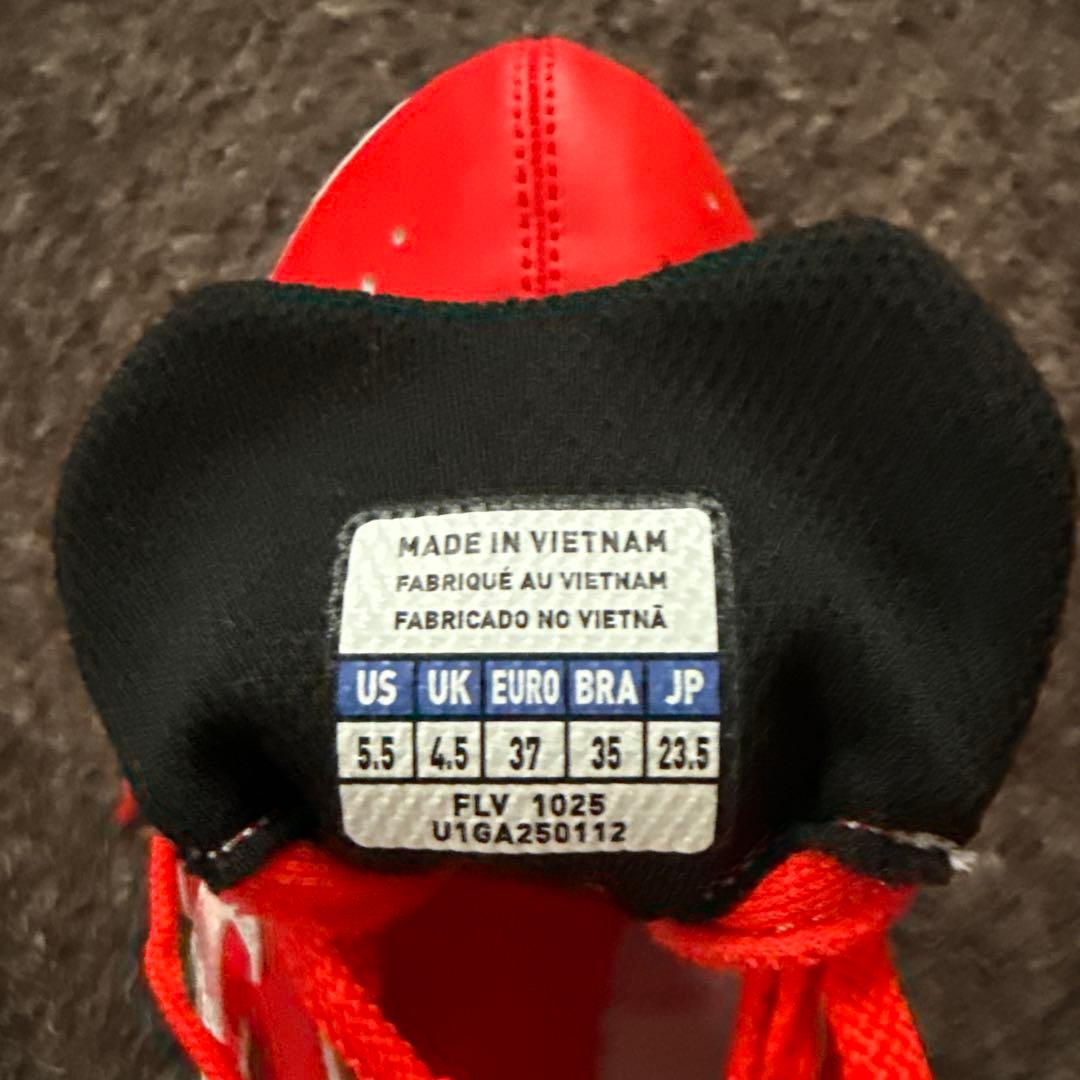 MADE IN VIETNAM
FABRIQUÉ AU VIETNAM
FABRICADO NO VIETNÃ
US UK EURO BRA JP
5.5 4.5 37 35 23.5
FLV 1025
U1GA250112